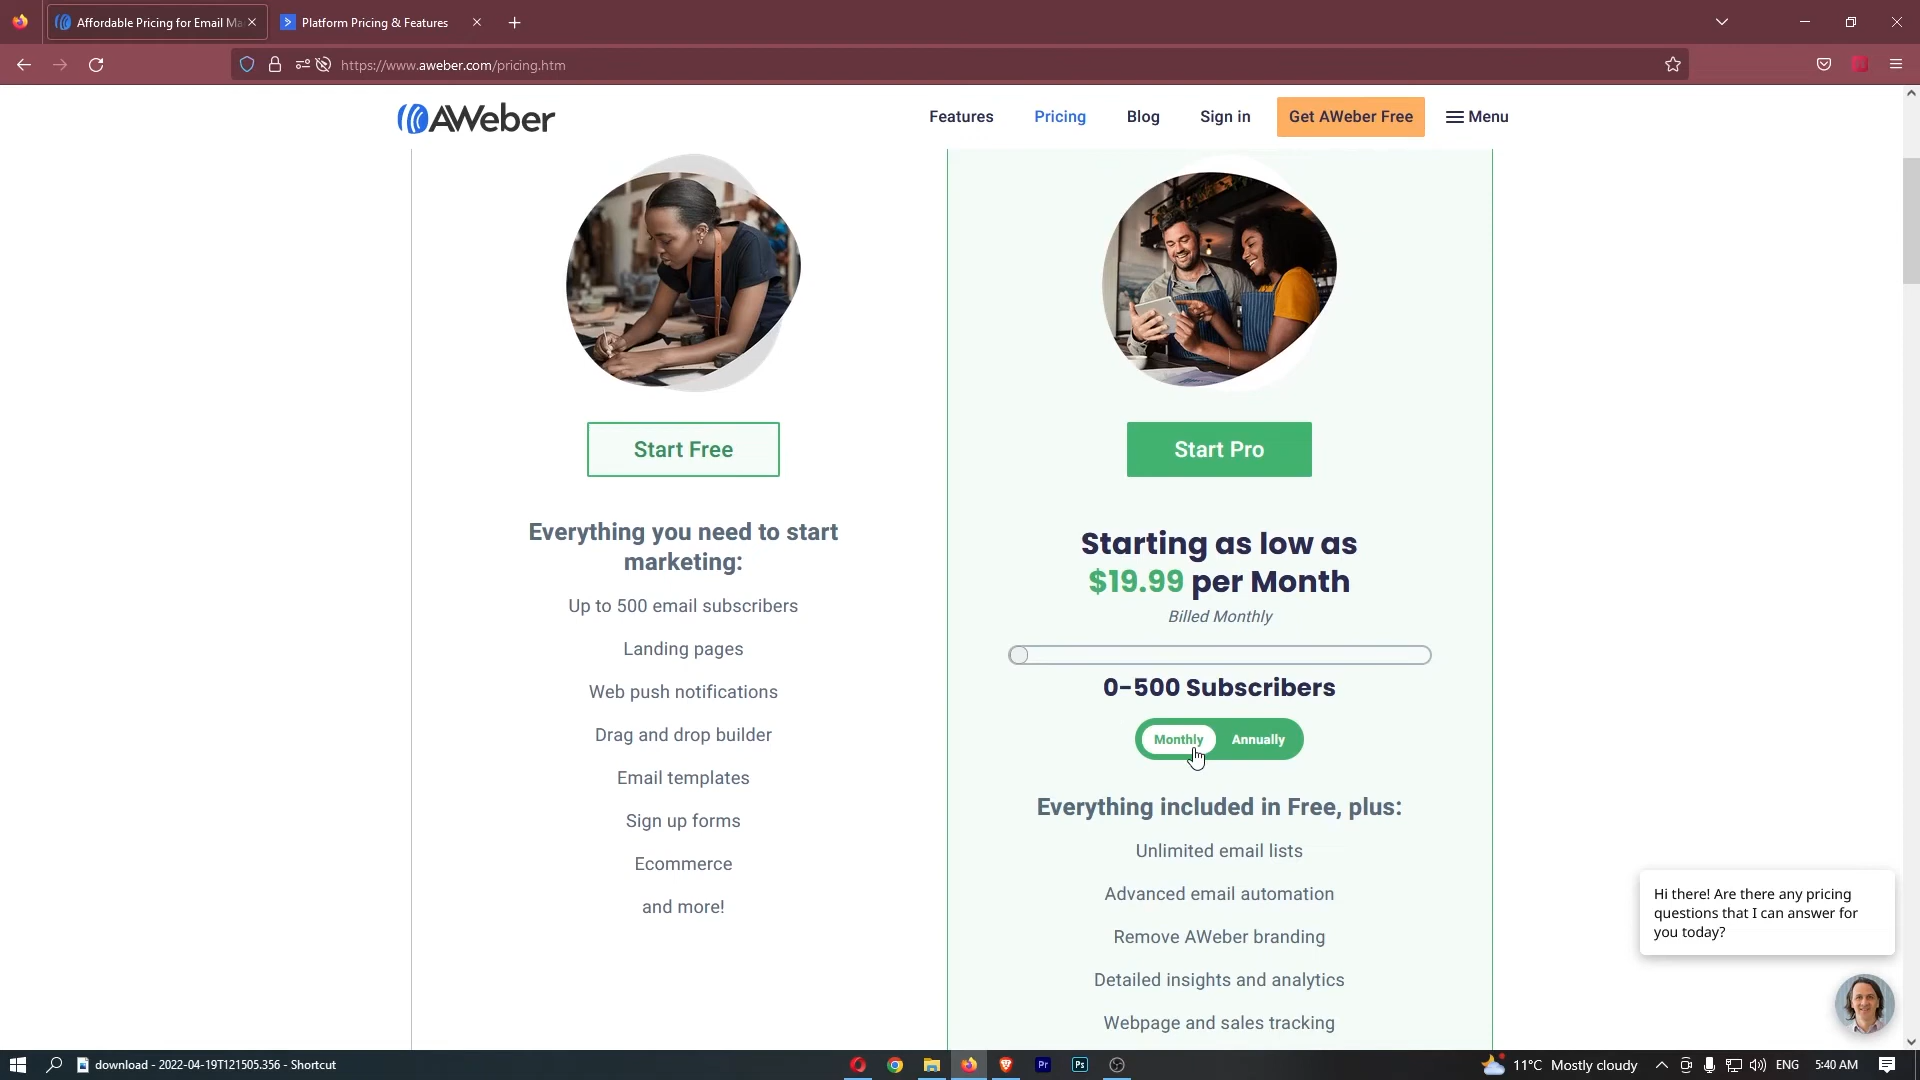 Affordable Pricing for Email Ma
Platform Pricing & Features
https://www.aweber.com/pricing.htm
AWeber
Features
Pricing
Blog
Sign in
Get AWeber Free
Menu
Start Free
Everything you need to start
marketing:
Up to 500 email subscribers
Landing pages
Web push notifications
Drag and drop builder
Email templates
Sign up forms
Ecommerce
and more!
Start Pro
Starting as low as
$19.99 per Month
Billed Monthly
0-500 Subscribers
Monthly
Annually
Everything included in Free, plus:
Unlimited email lists
Advanced email automation
Remove AWeber branding
Detailed insights and analytics
Webpage and sales tracking
Hi there! Are there any pricing
questions that I can answer for
you today?
download - 2022-04-19T121505.356 - Shortcut
Pr
Ps
11°C Mostly cloudy
ENG
5:40 AM